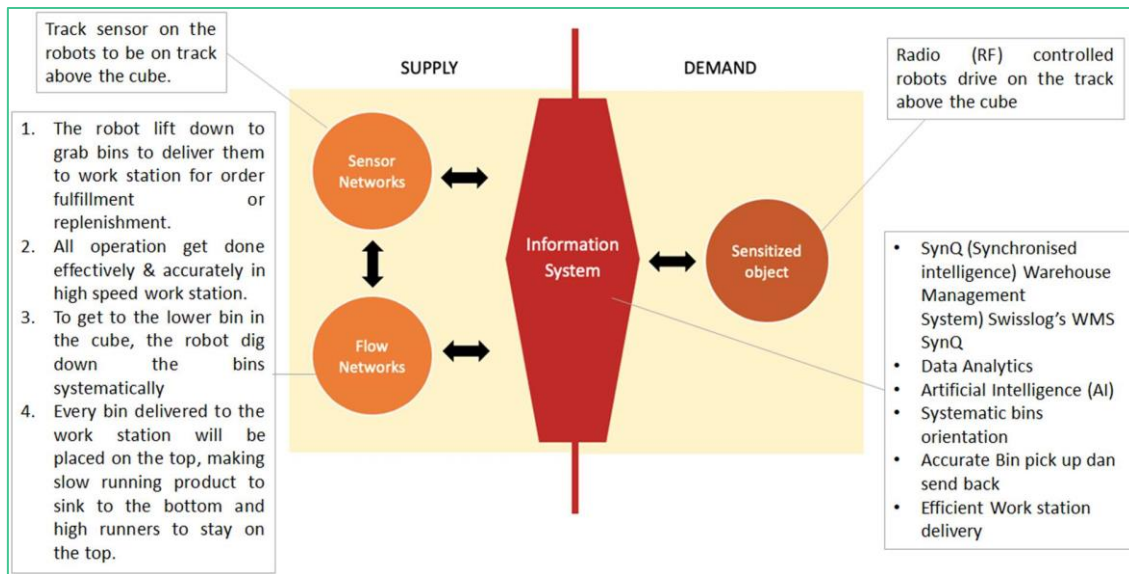 Track sensor on the
robots to be on track
above the cube.
SUPPLY
DEMAND
Radio (RF) controlled
robots drive on the track
above the cube
1. The robot lift down to
grab bins to deliver them
to work station for order
fulfillment or
replenishment.
2. All operation get done
effectively & accurately in
high speed work station.
3. To get to the lower bin in
the cube, the robot dig
down the bins
systematically
4. Every bin delivered to the
work station will be
placed on the top, making
slow running product to
sink to the bottom and
high runners to stay on
the top.
Sensor
Networks
Flow
Networks
Information
System
Sensitized
object
• SynQ (Synchronised
intelligence) Warehouse
Management
System) Swisslog's WMS
SynQ
• Data Analytics
• Artificial Intelligence (AI)
• Systematic bins
orientation
• Accurate Bin pick up dan
send back
• Efficient Work station
delivery